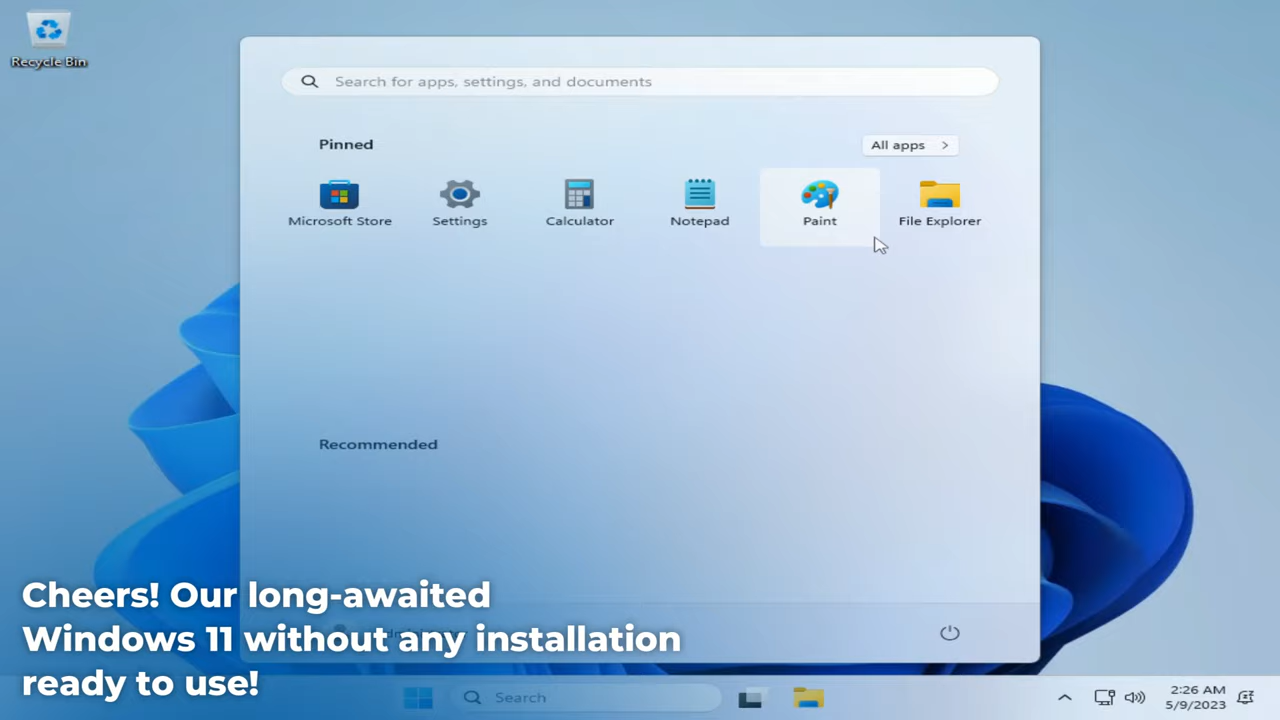 Recycle Bin
Search for apps, settings, and documents
Pinned
All apps
Microsoft Store
Settings
Calculator
Notepad
Paint
File Explorer
Recommended
Cheers! Our long-awaited
Windows 11 without any installation
ready to use!
Search
2:26 AM
5/9/2023